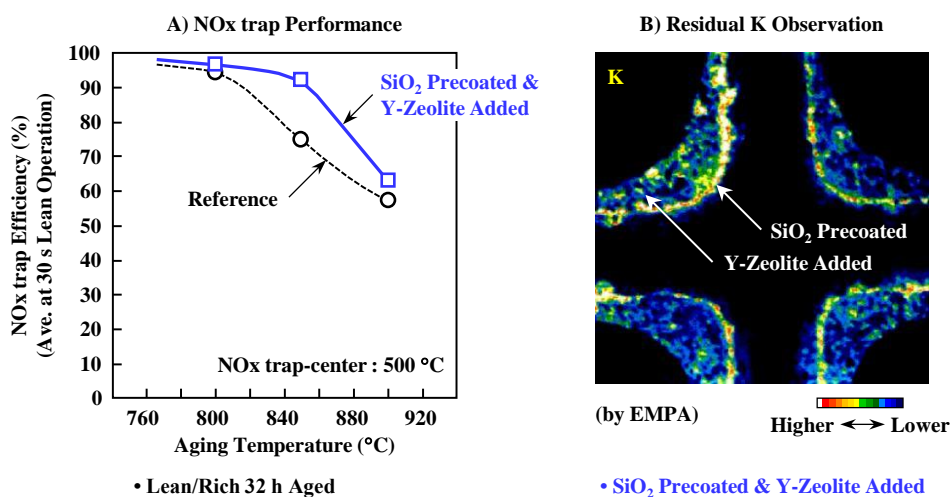 A) NOx trap Performance
NOx trap Efficiency (%)
(Ave. at 30 s Lean Operation)
100
90
80
70
60
50
40
30
20
10
0
760
800
840
880
920
SiO₂ Precoated &
Y-Zeolite Added
Reference
NOx trap-center : 500 °C
Aging Temperature (°C)
• Lean/Rich 32 h Aged
B) Residual K Observation
K
SiO₂ Precoated
Y-Zeolite Added
(by EMPA)
Higher ↔ Lower
• SiO₂ Precoated & Y-Zeolite Added